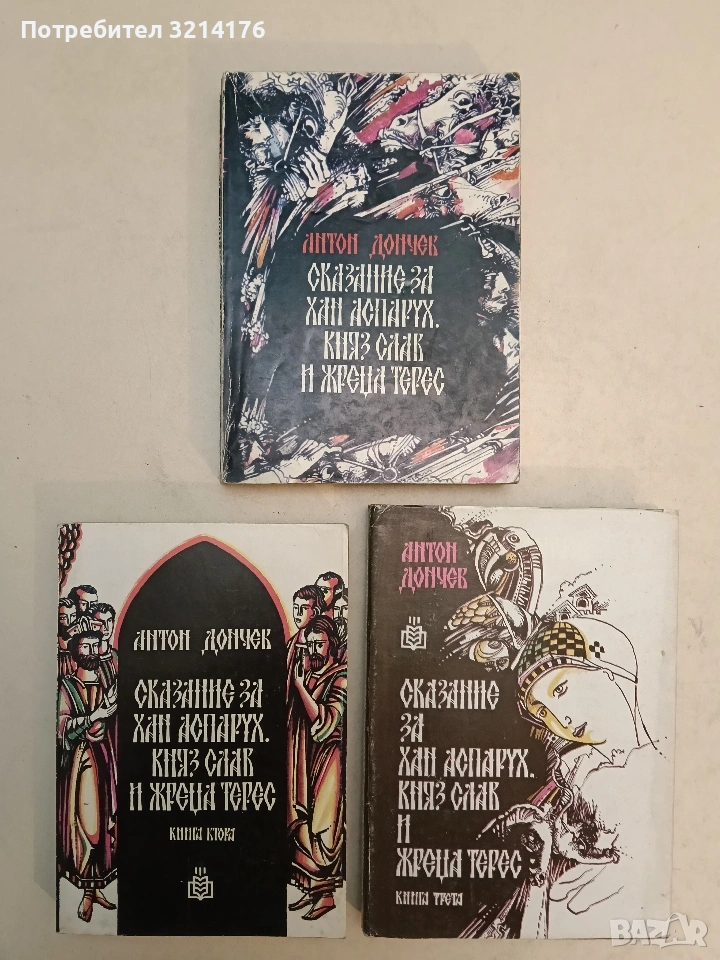 Потребител 3214176
АНТОН ДОНЧЕВ
СКАЗАНИЕ ЗА
ХАН АСПАРУХ.
КНЯЗ СЛАВ
И ЖРЕЦА ТЕРЕС
АНТОН ДОНЧЕВ
СКАЗАНИЕ ЗА
ХАН АСПАРУХ.
КНЯЗ СЛАВ
И ЖРЕЦА ТЕРЕС
КНИГА ВТОРА
АНТОН
ДОНЧЕВ
СКАЗАНИЕ
ЗА
ХАН АСПАРУХ.
КНЯЗ СЛАВ
И
ЖРЕЦА ТЕРЕС
КНИГА ТРЕТА
BAZAR